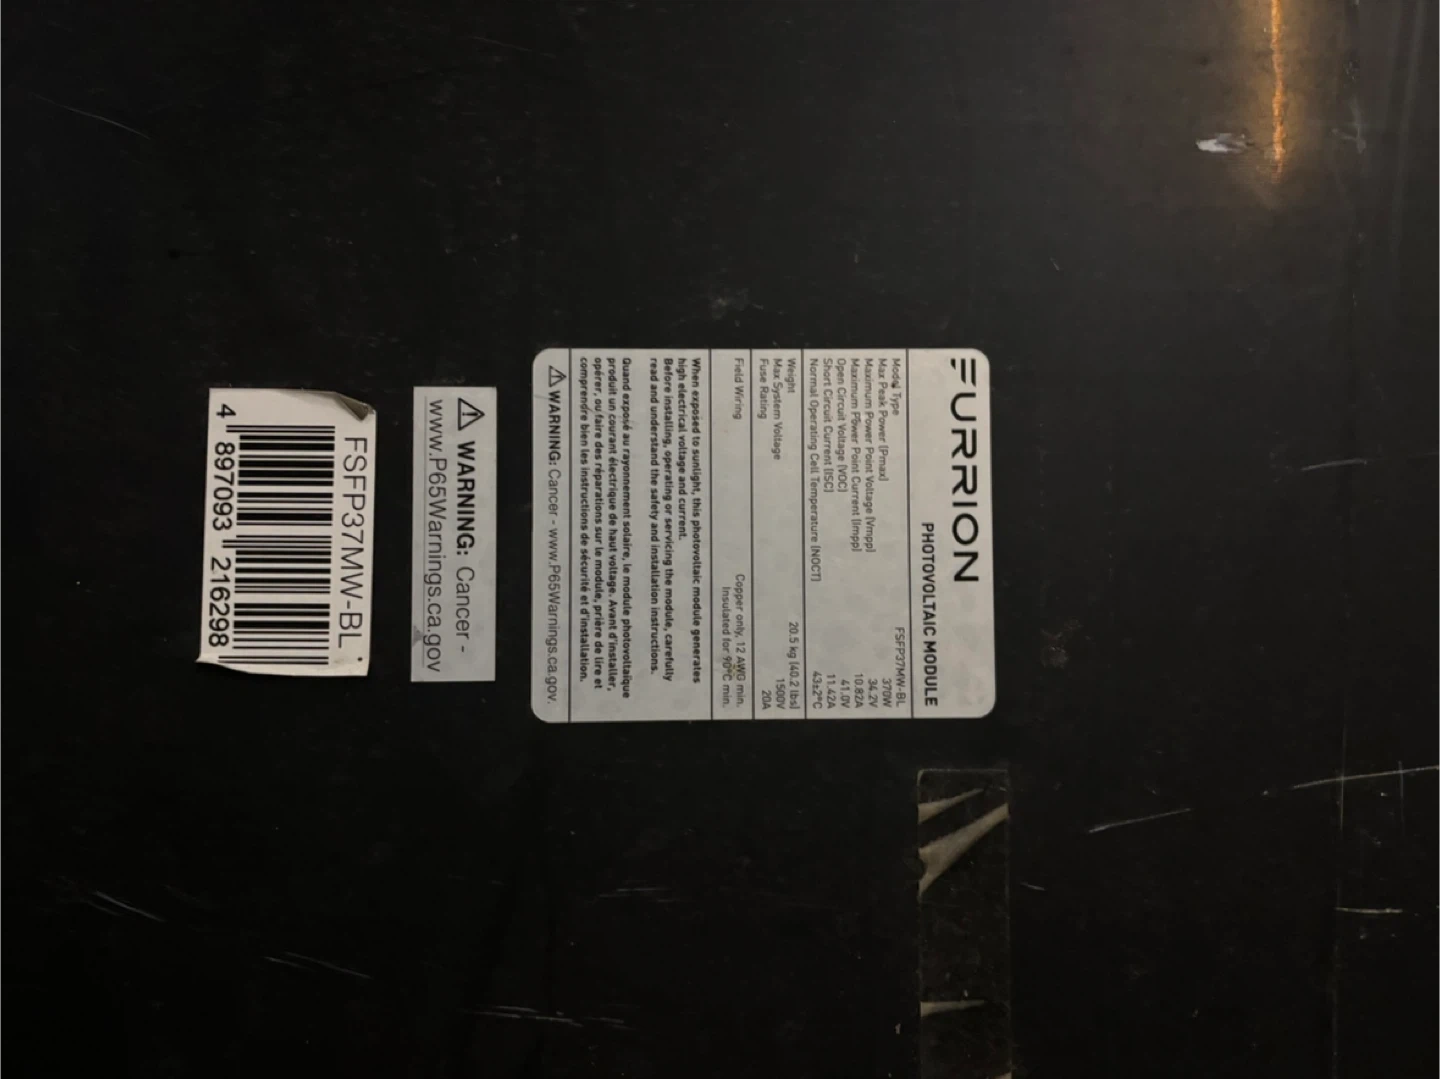 FURRION
PHOTOVOLTAIC MODULE
Model Type FSFP37MW-BL
Max Peak Power (Pmax) 370W
Maximum Power Point Voltage (Vmpp) 34.2V
Maximum Power Point Current (Impp) 10.82A
Open Circuit Voltage (VOC) 41.0V
Short Circuit Current (ISC) 11.42A
Normal Operating Cell Temperature (NOCT) 43±2°C
Weight 20.5 kg (40.2 lbs)
Max System Voltage 1500V
Fuse Rating 20A
Field Wiring Copper only, 12 AWG min.
Insulated for 90°C min.
When exposed to sunlight, this photovoltaic module generates
high electrical voltage and current.
Before installing, operating or servicing the module, carefully
read and understand the safety and installation instructions.
Quand exposé au rayonnement solaire, le module photovoltaïque
produit un courant électrique de haut voltage. Avant d'installer,
opérer, ou faire des réparations sur le module, prière de lire et
comprendre bien les instructions de sécurité et d'installation.
⚠ WARNING: Cancer - www.P65Warnings.ca.gov.
⚠ WARNING: Cancer -
www.P65Warnings.ca.gov
FSFP37MW-BL
4 897093 216298